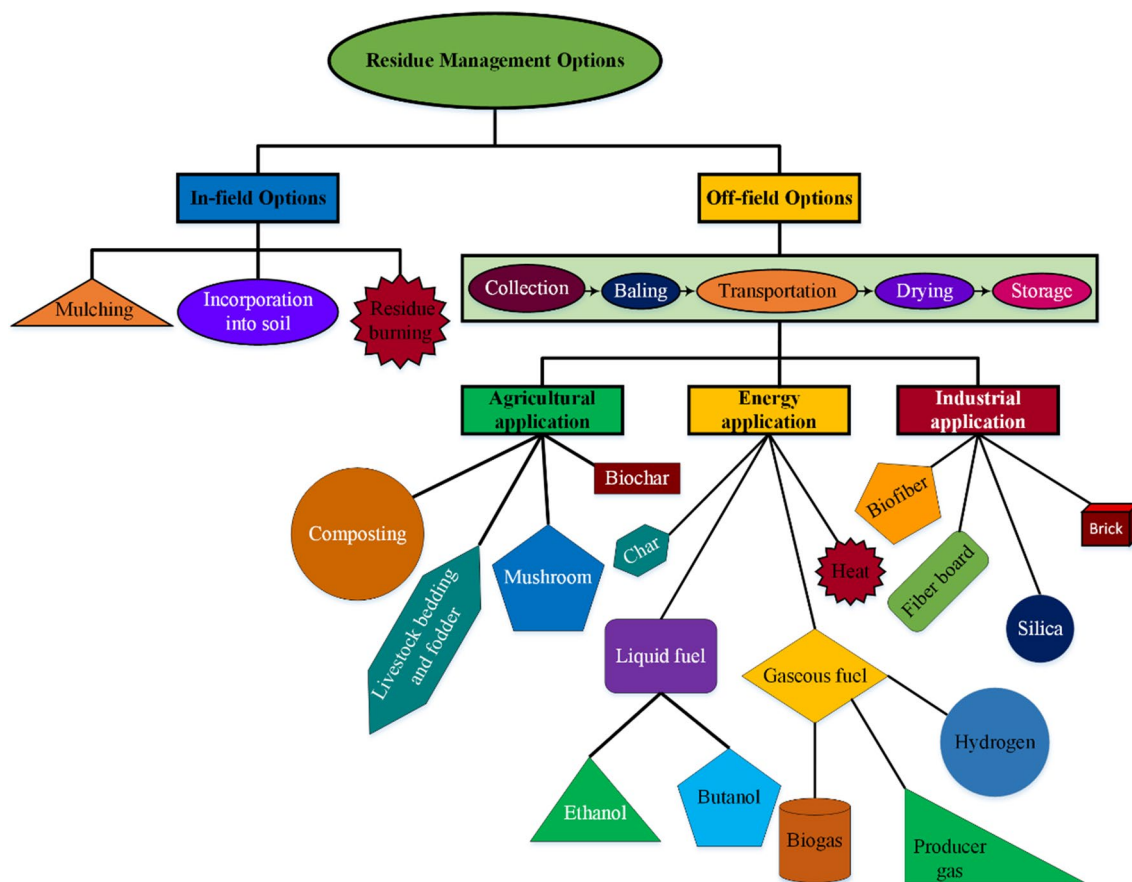 Residue Management Options
In-field Options
Off-field Options
Mulching
Incorporation
into soil
Residue
burning
Collection
Baling
Transportation
Drying
Storage
Agricultural
application
Energy
application
Industrial
application
Composting
Livestock bedding
and fodder
Mushroom
Biochar
Char
Liquid fuel
Gaseous fuel
Heat
Biofiber
Fiber board
Silica
Brick
Ethanol
Butanol
Biogas
Producer
gas
Hydrogen